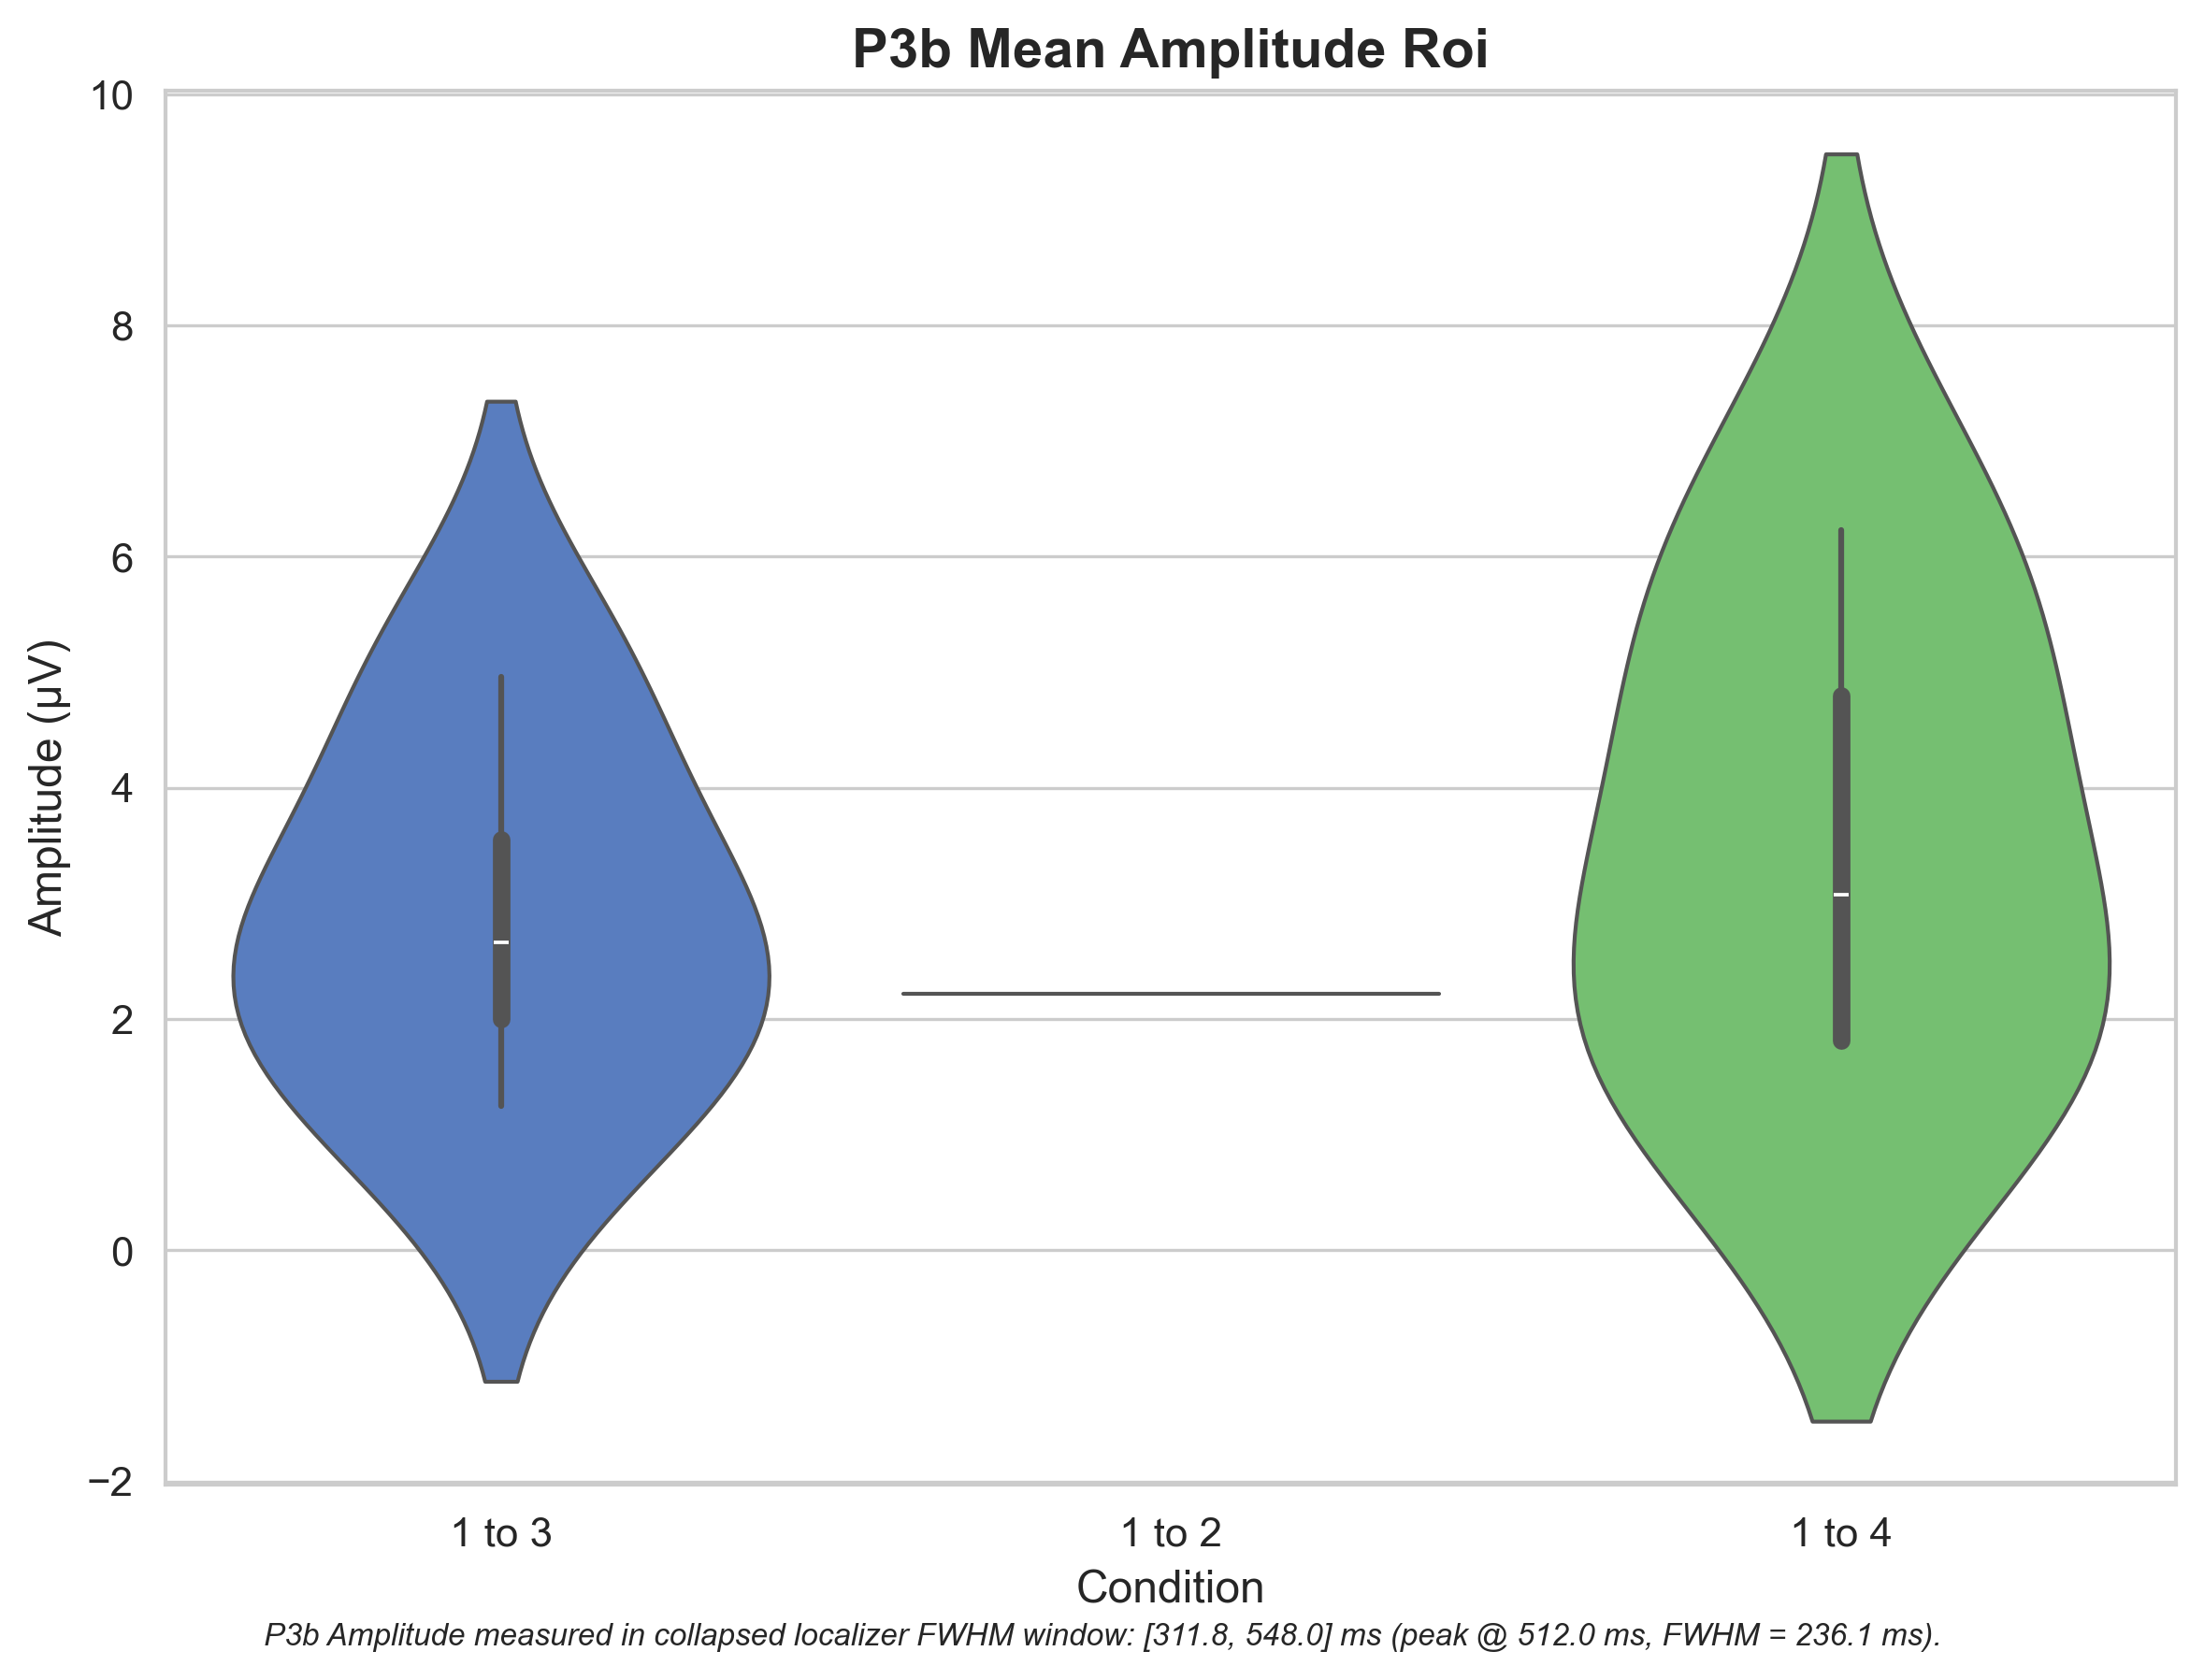 P3b Mean Amplitude Roi
10
8
6
4
2
0
−2
Amplitude (µV)
1 to 3
1 to 2
1 to 4
Condition
P3b Amplitude measured in collapsed localizer FWHM window: [311.8, 548.0] ms (peak @ 512.0 ms, FWHM = 236.1 ms).